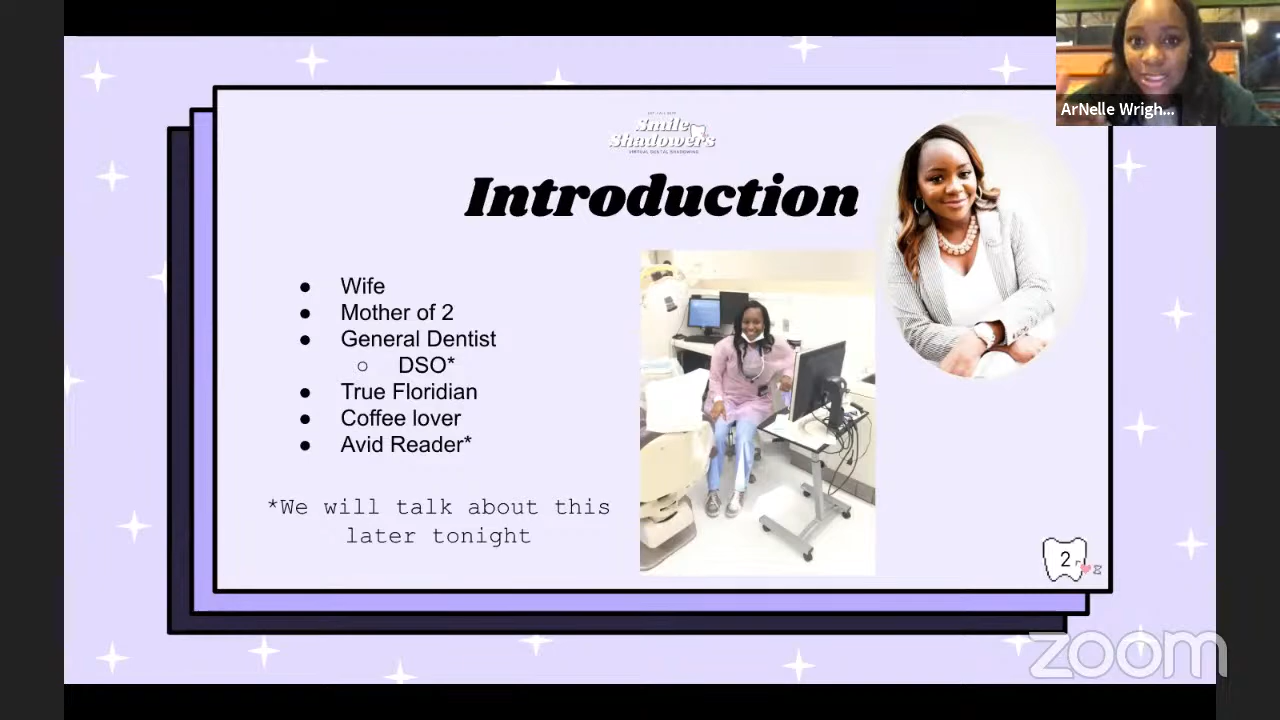 ArNelle Wrigh...
Smile
Shadowers
VIRTUAL DENTAL SHADOWING
Introduction
● Wife
● Mother of 2
● General Dentist
○ DSO*
● True Floridian
● Coffee lover
● Avid Reader*
*We will talk about this
later tonight
2
zoom